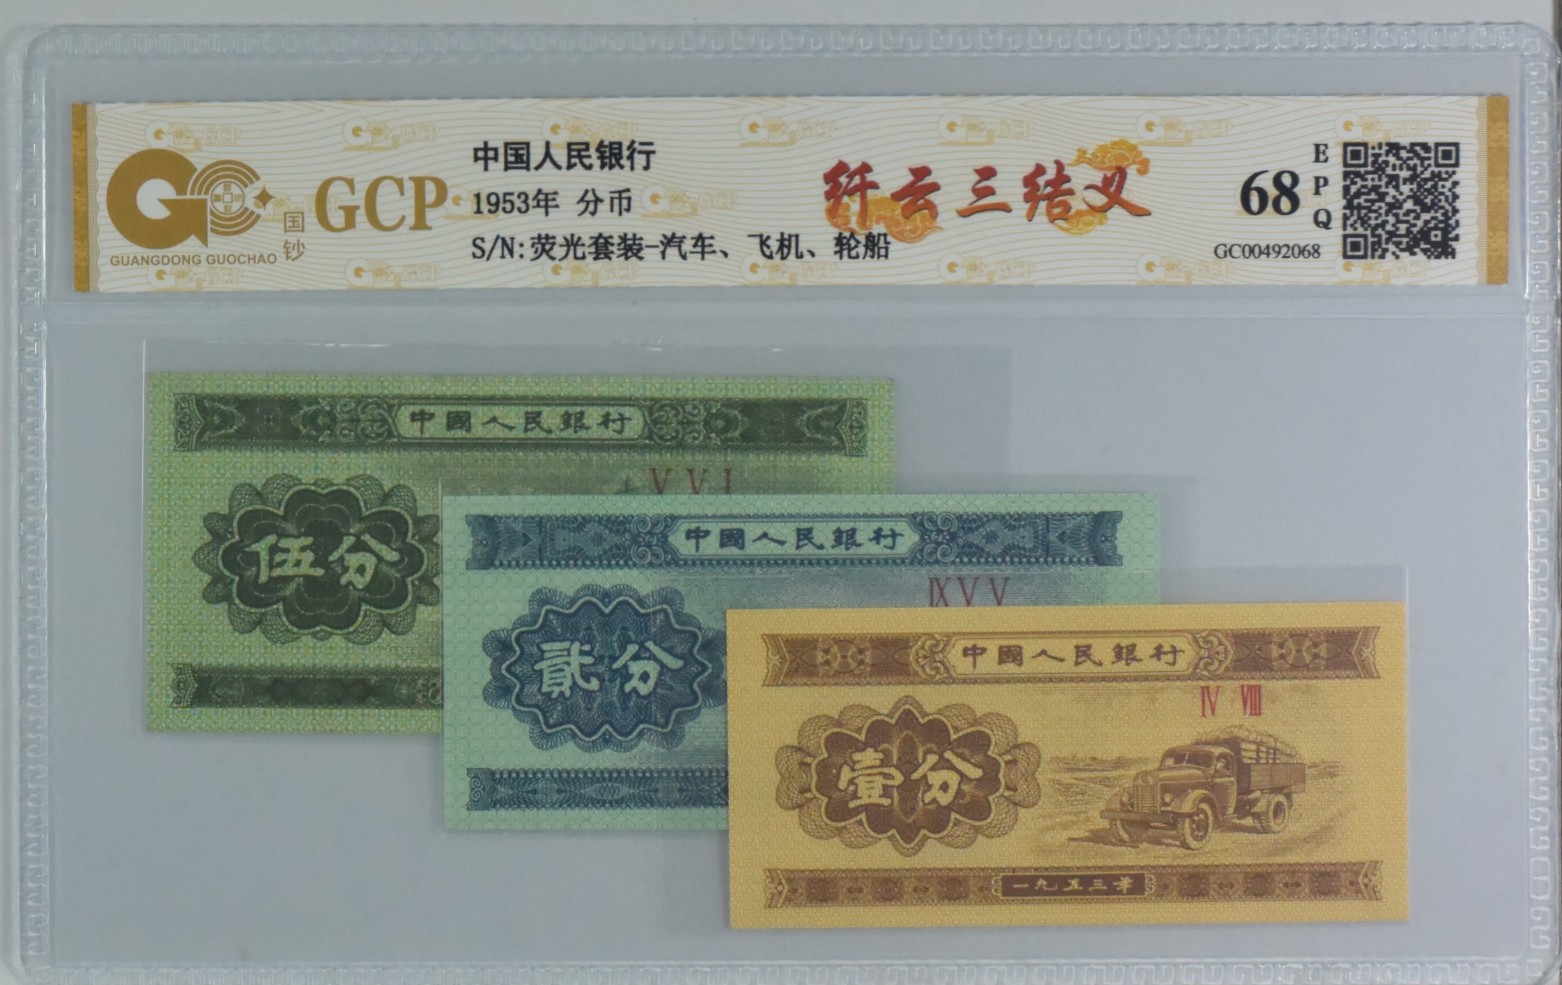 中国人民银行
1953年 分币
S/N:荧光套装-汽车、飞机、轮船
GCP
国钞
GUANGDONG GUOCHAO
纤云三结义
68
EPQ
GC00492068
中國人民銀行
V V I
伍分
中國人民銀行
IX V V
貳分
中國人民銀行
IV VIII
壹分
一九五三年